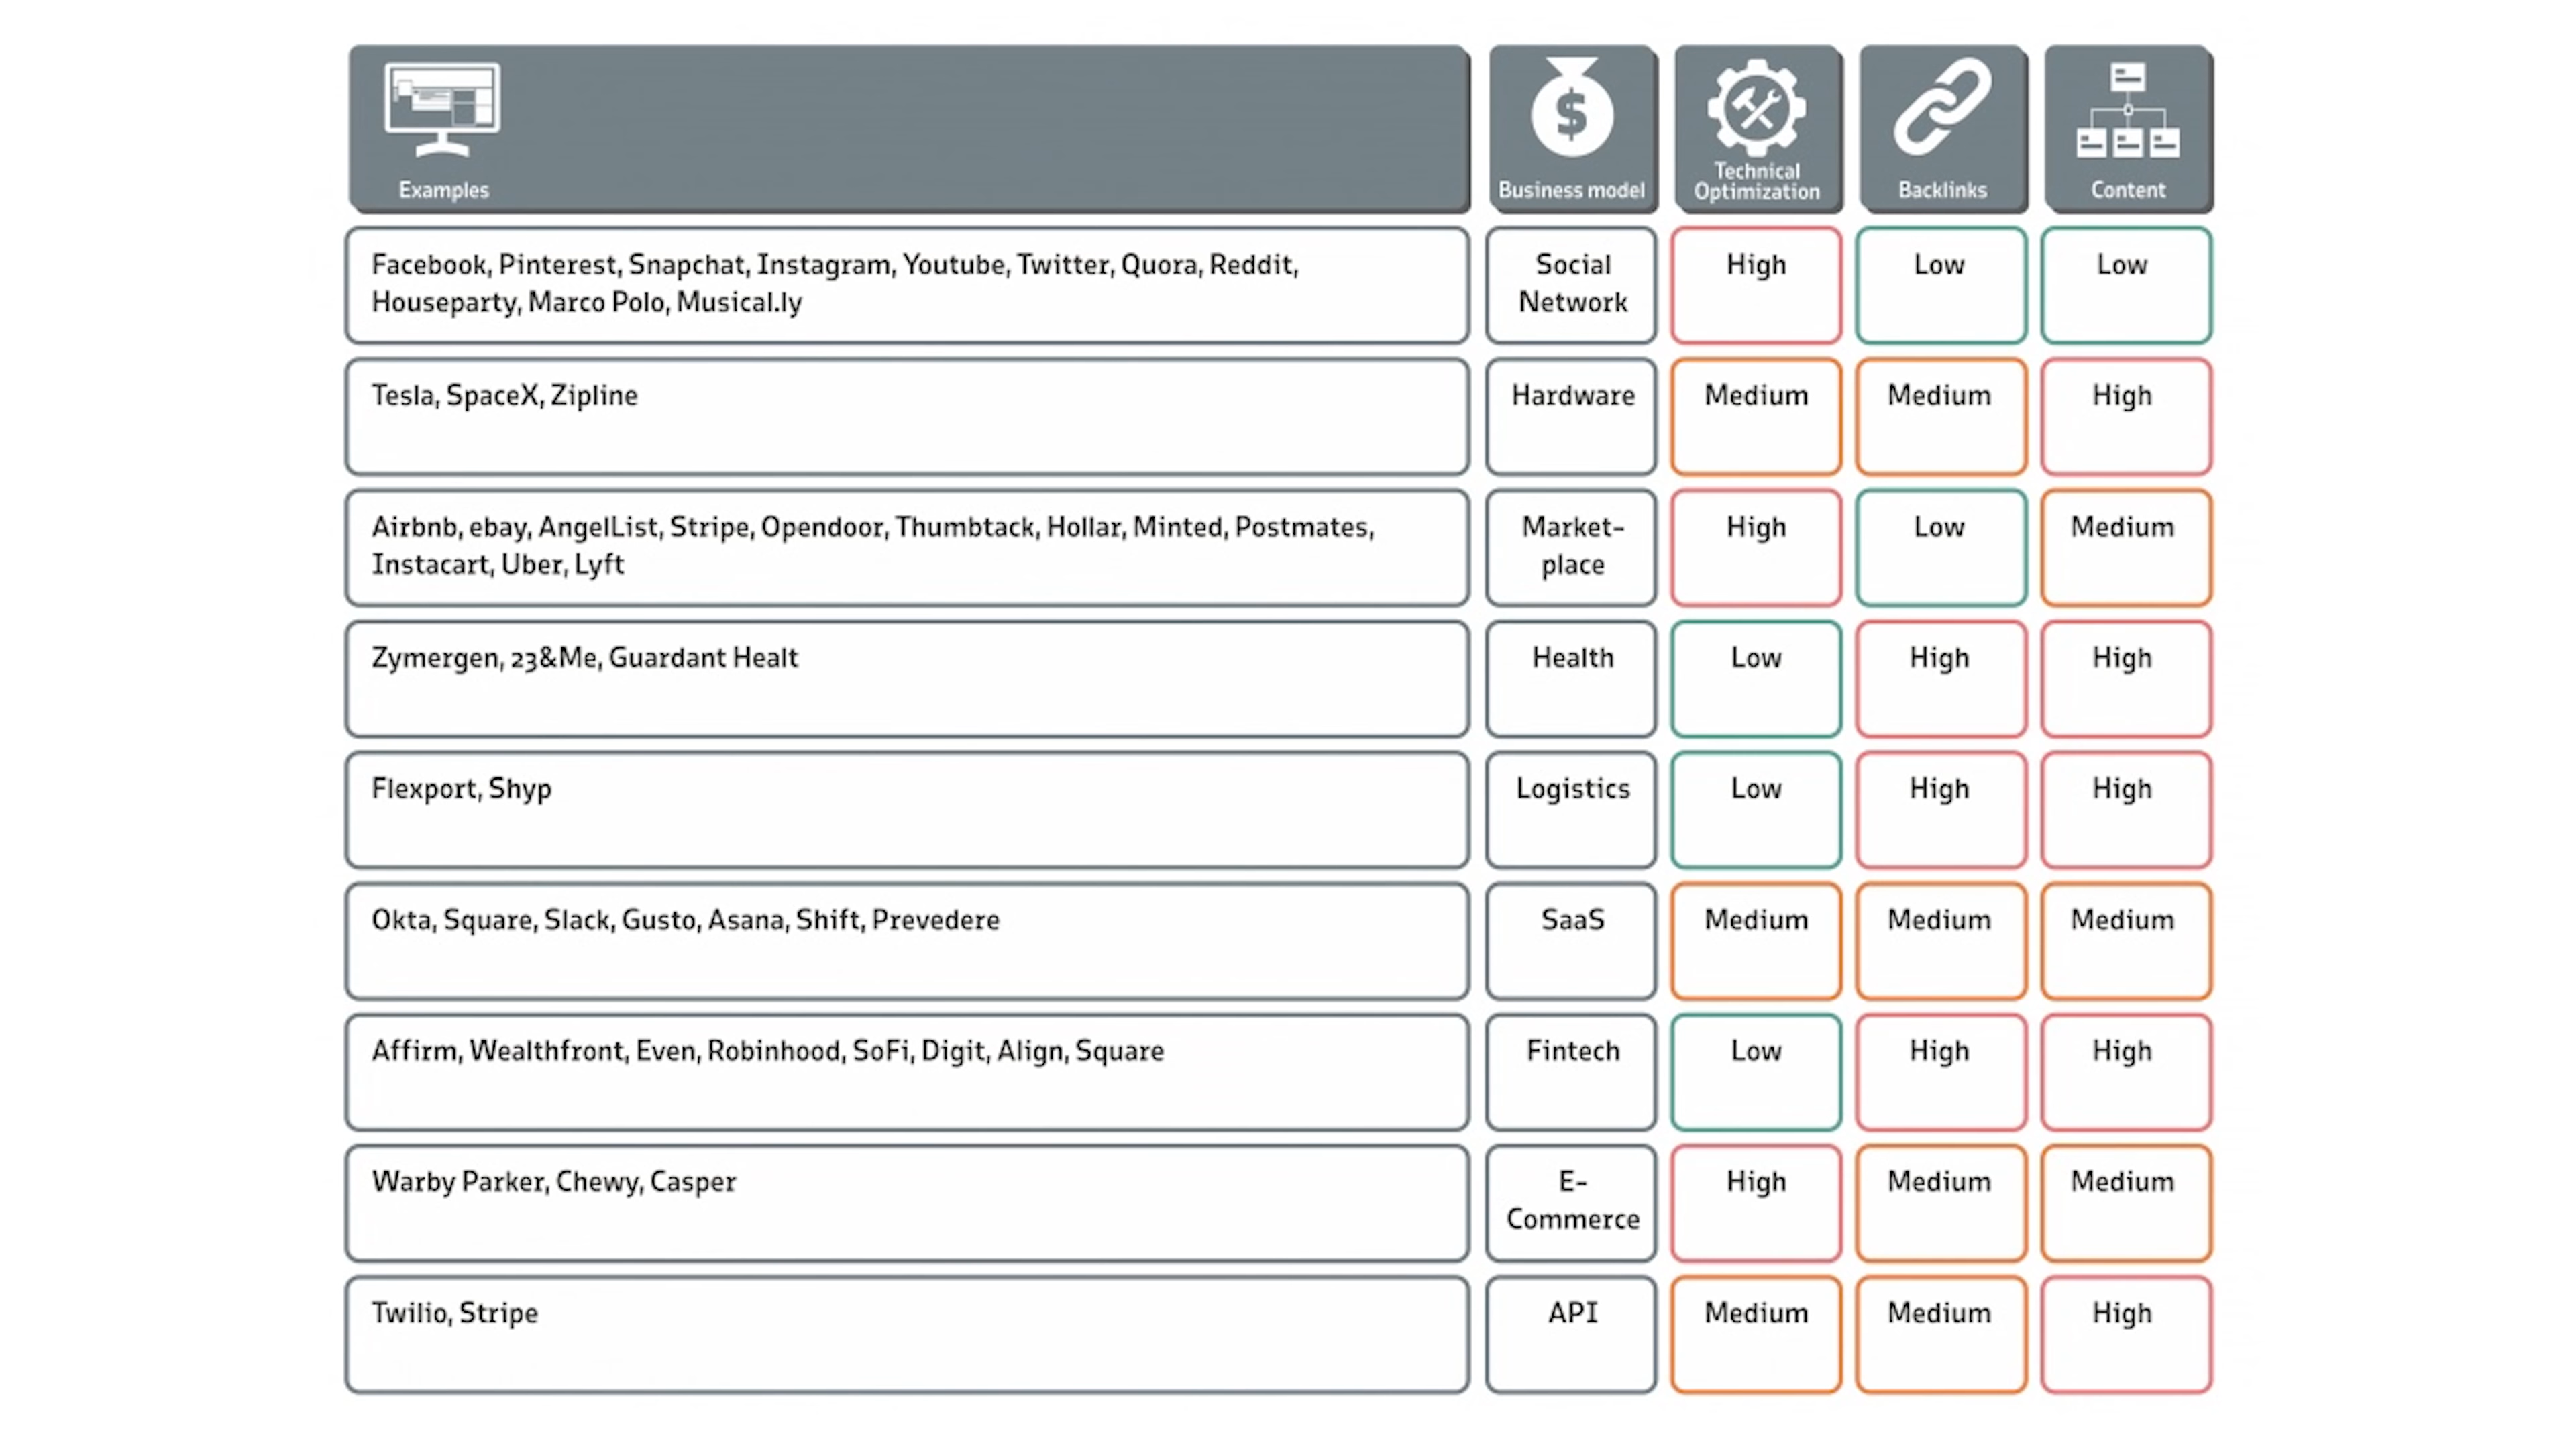 Examples
Business model
Technical
Optimization
Backlinks
Content
Facebook, Pinterest, Snapchat, Instagram, Youtube, Twitter, Quora, Reddit,
Houseparty, Marco Polo, Musical.ly
Social
Network
High
Low
Low
Tesla, SpaceX, Zipline
Hardware
Medium
Medium
High
Airbnb, ebay, AngelList, Stripe, Opendoor, Thumbtack, Hollar, Minted, Postmates,
Instacart, Uber, Lyft
Market-
place
High
Low
Medium
Zymergen, 23&Me, Guardant Healt
Health
Low
High
High
Flexport, Shyp
Logistics
Low
High
High
Okta, Square, Slack, Gusto, Asana, Shift, Prevedere
SaaS
Medium
Medium
Medium
Affirm, Wealthfront, Even, Robinhood, SoFi, Digit, Align, Square
Fintech
Low
High
High
Warby Parker, Chewy, Casper
E-
Commerce
High
Medium
Medium
Twilio, Stripe
API
Medium
Medium
High